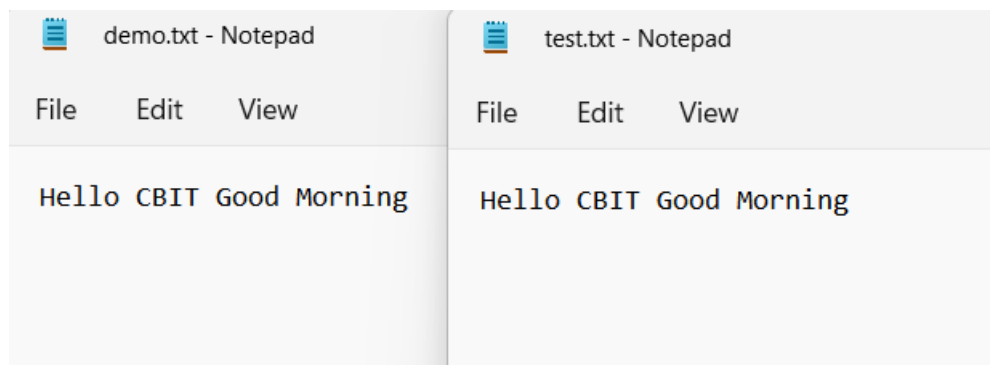 demo.txt - Notepad
File Edit View
Hello CBIT Good Morning
test.txt - Notepad
File Edit View
Hello CBIT Good Morning